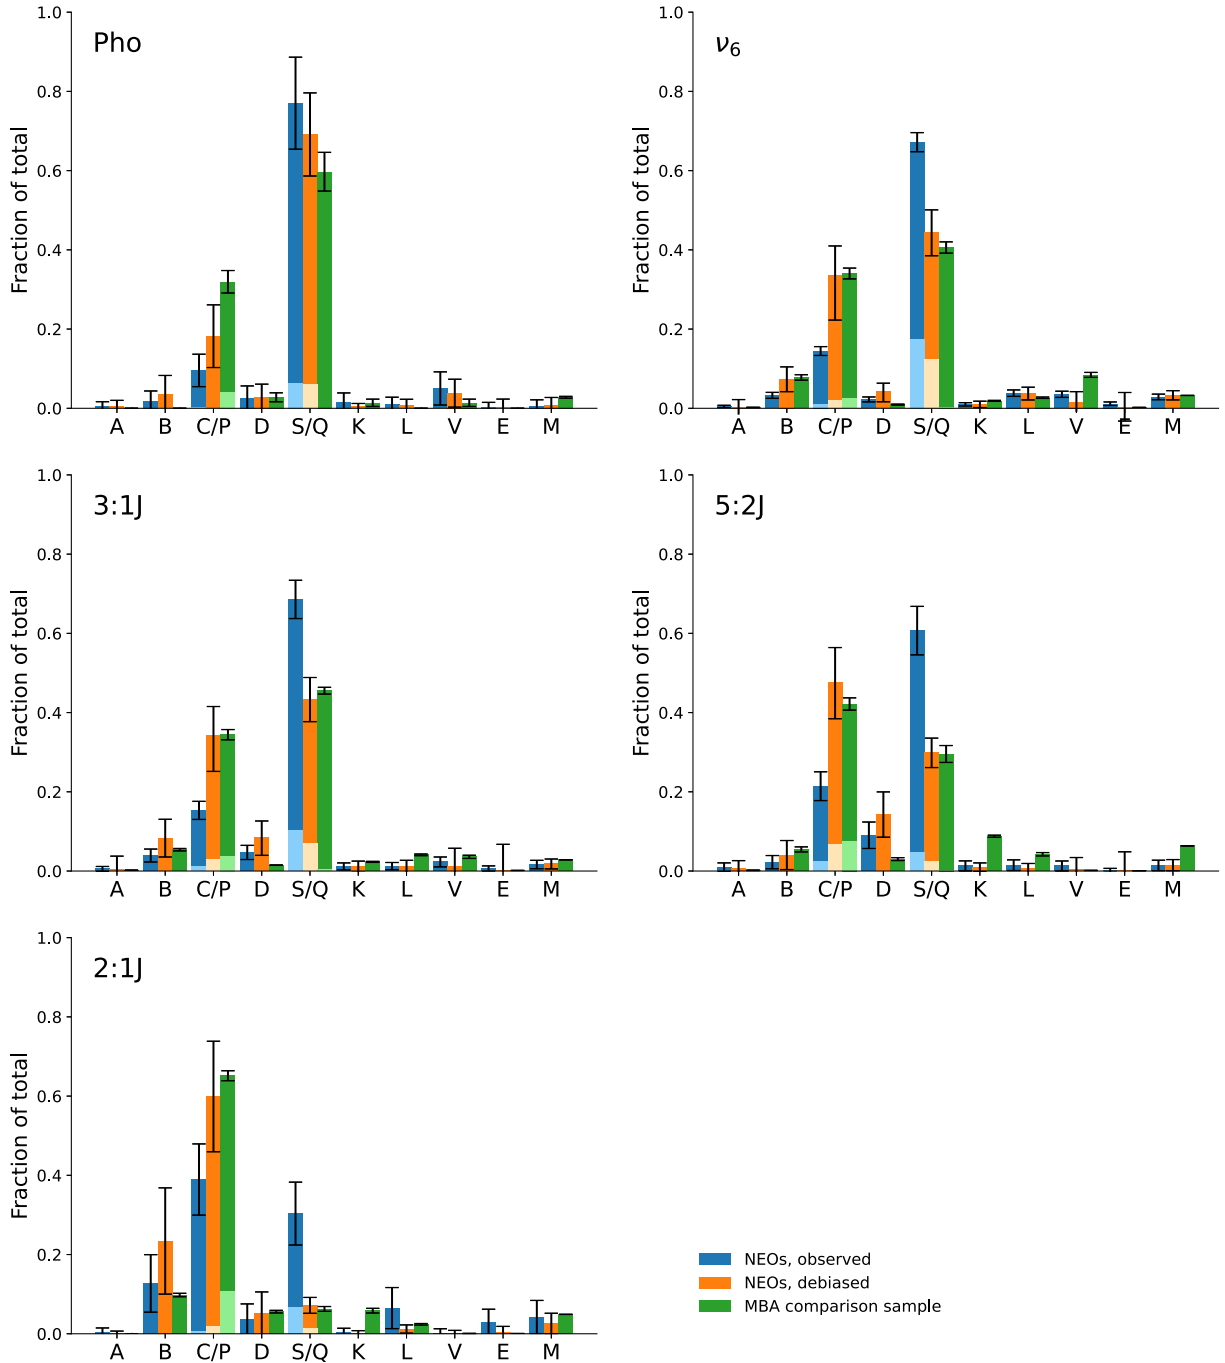 Pho
Fraction of total
1.0
0.8
0.6
0.4
0.2
0.0
A B C/P D S/Q K L V E M
ν6
Fraction of total
1.0
0.8
0.6
0.4
0.2
0.0
A B C/P D S/Q K L V E M
3:1J
Fraction of total
1.0
0.8
0.6
0.4
0.2
0.0
A B C/P D S/Q K L V E M
5:2J
Fraction of total
1.0
0.8
0.6
0.4
0.2
0.0
A B C/P D S/Q K L V E M
2:1J
Fraction of total
1.0
0.8
0.6
0.4
0.2
0.0
A B C/P D S/Q K L V E M
NEOs, observed
NEOs, debiased
MBA comparison sample